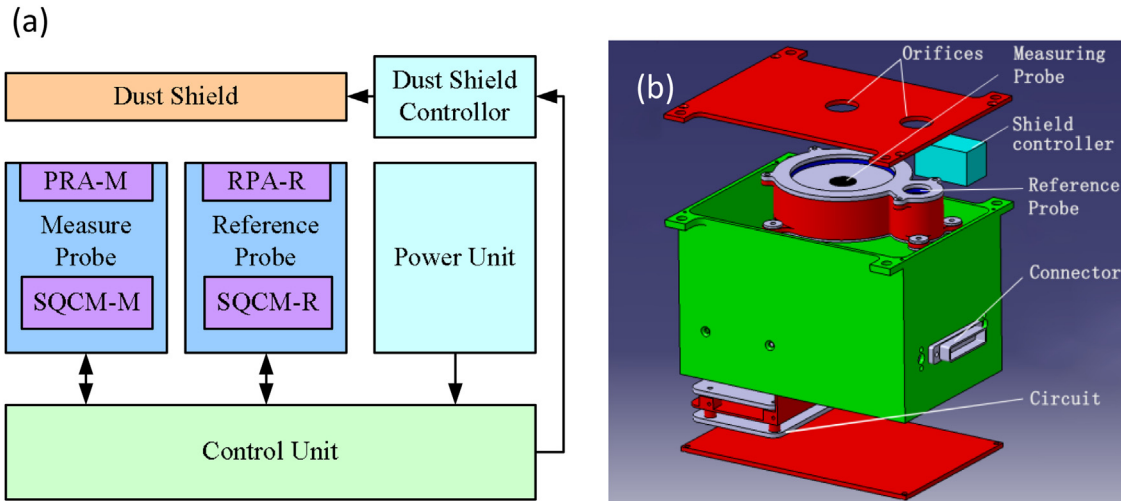 (a)
Dust Shield
Dust Shield
Controllor
PRA-M
Measure
Probe
SQCM-M
RPA-R
Reference
Probe
SQCM-R
Power Unit
Control Unit
(b)
Orifices
Measuring
Probe
Shield
controller
Reference
Probe
Connector
Circuit